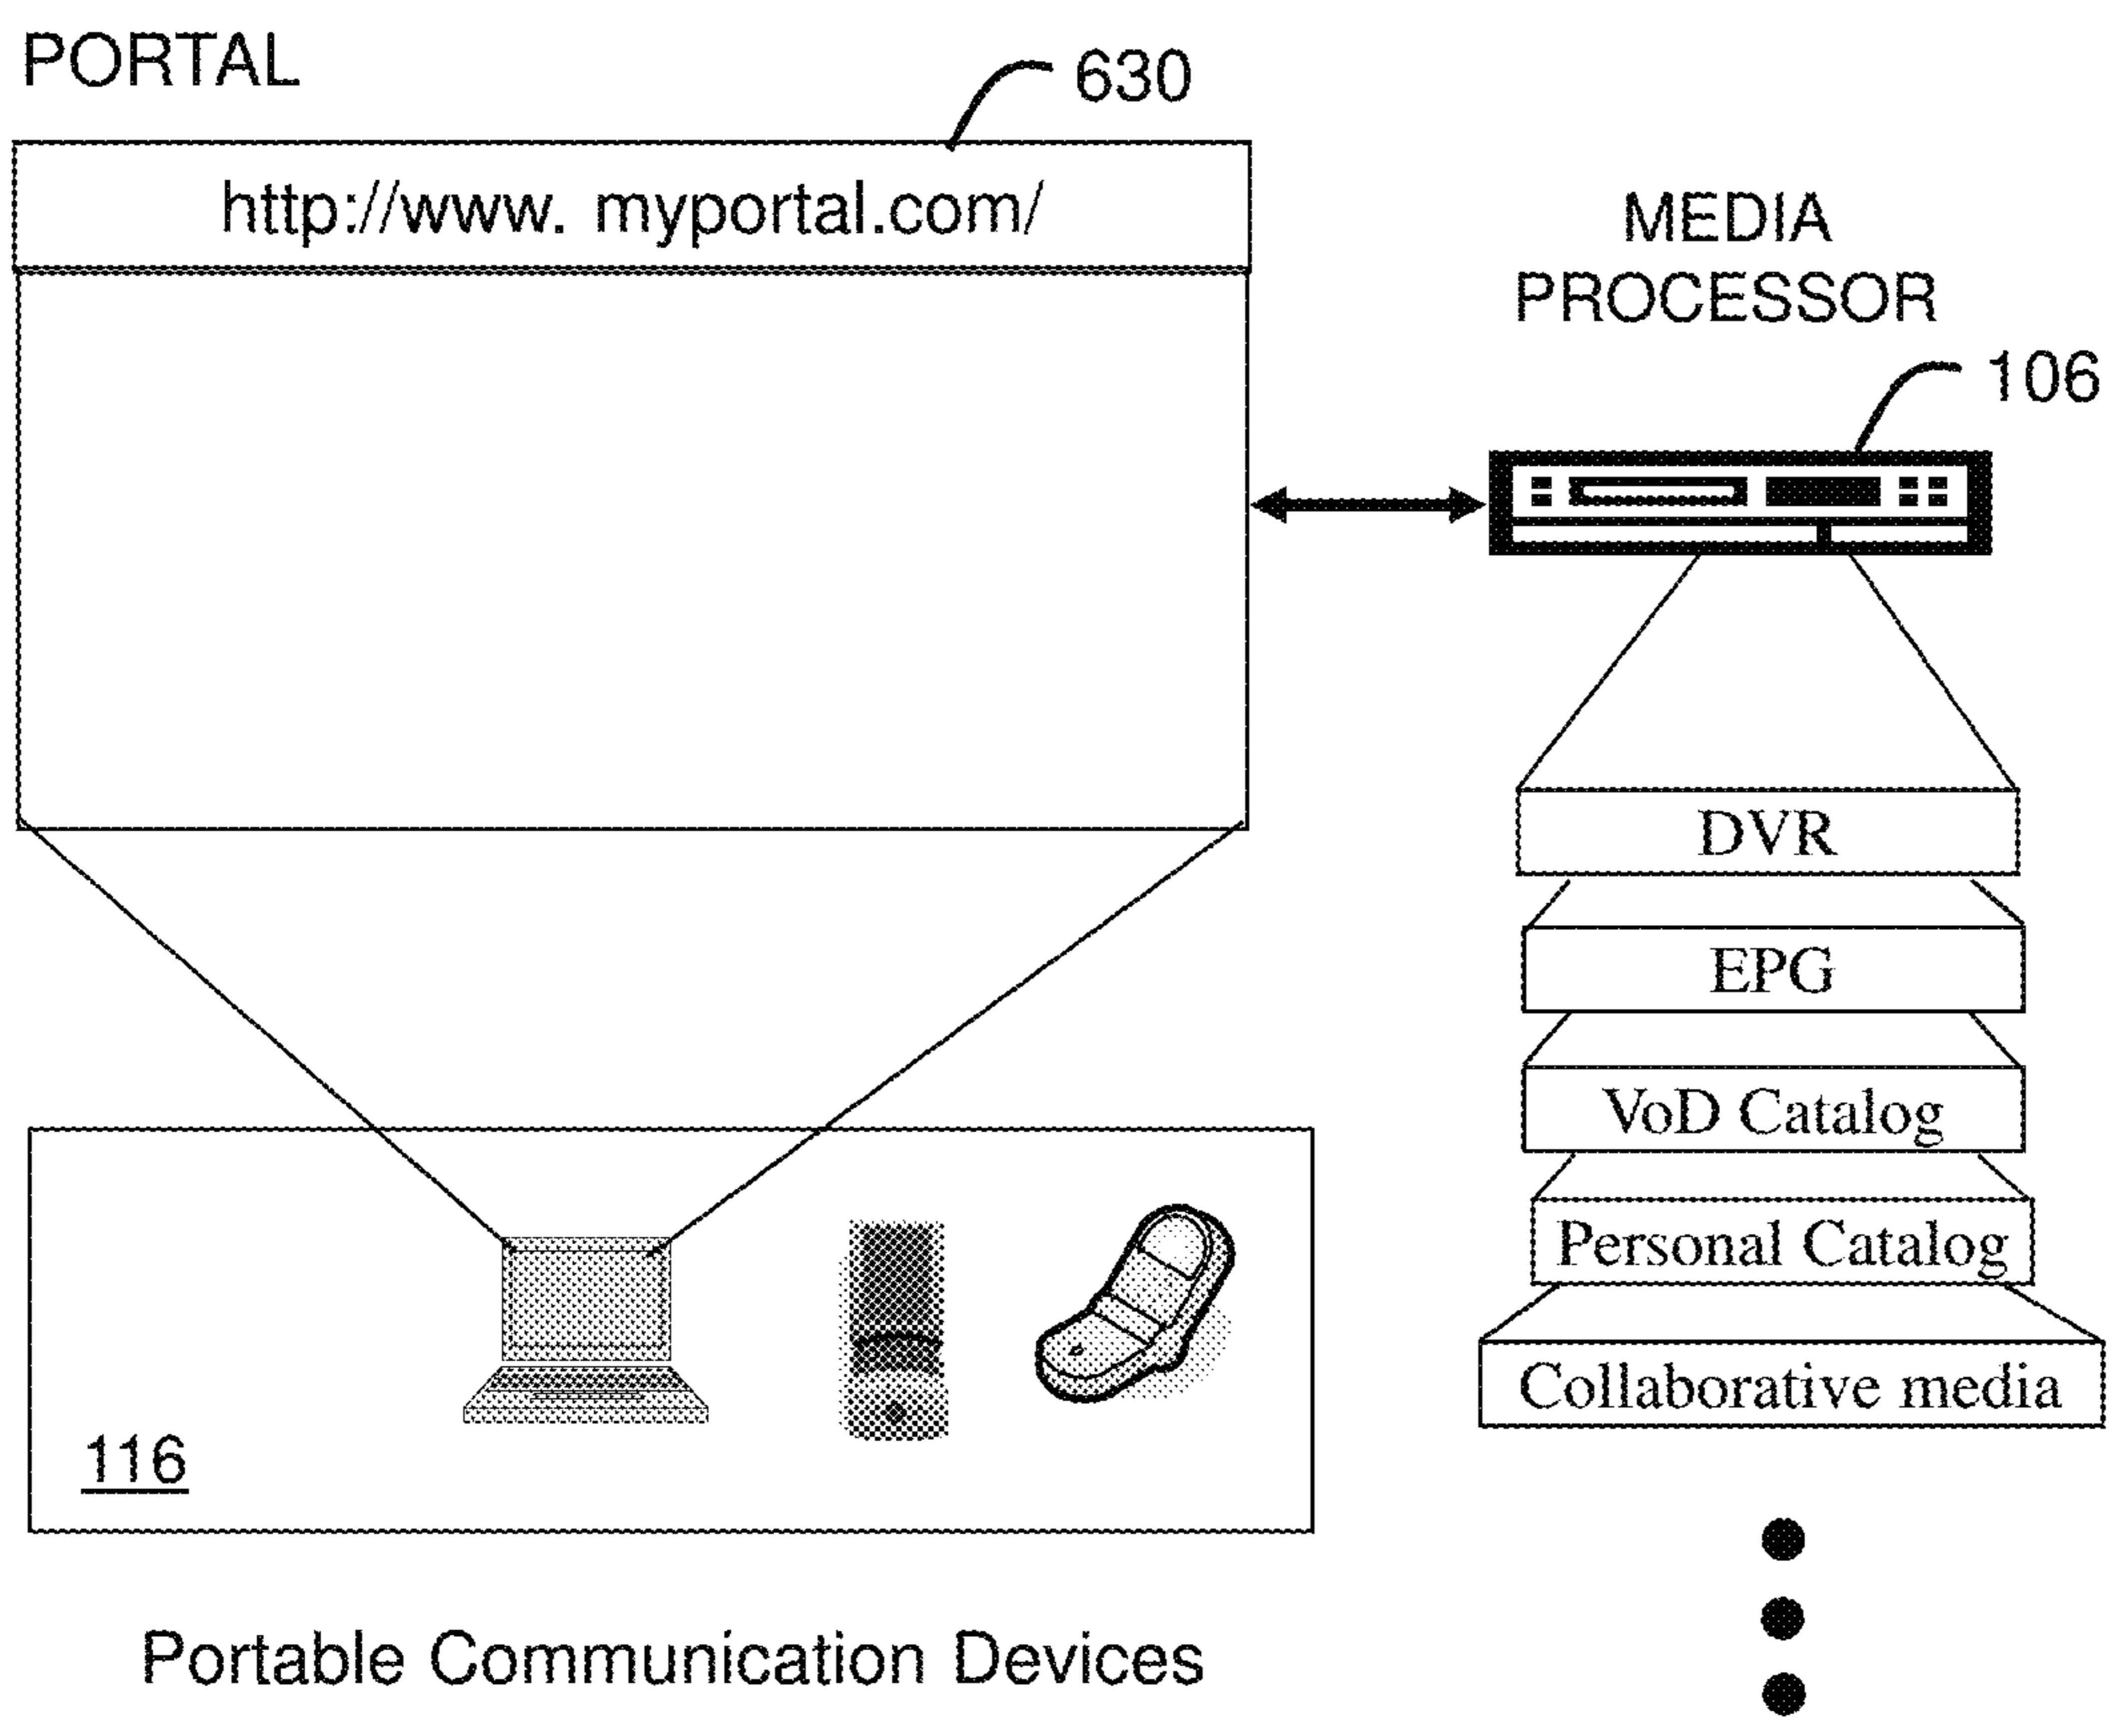 PORTAL
630
http://www. myportal.com/
MEDIA
PROCESSOR
106
DVR
EPG
VoD Catalog
Personal Catalog
Collaborative media
116
Portable Communication Devices